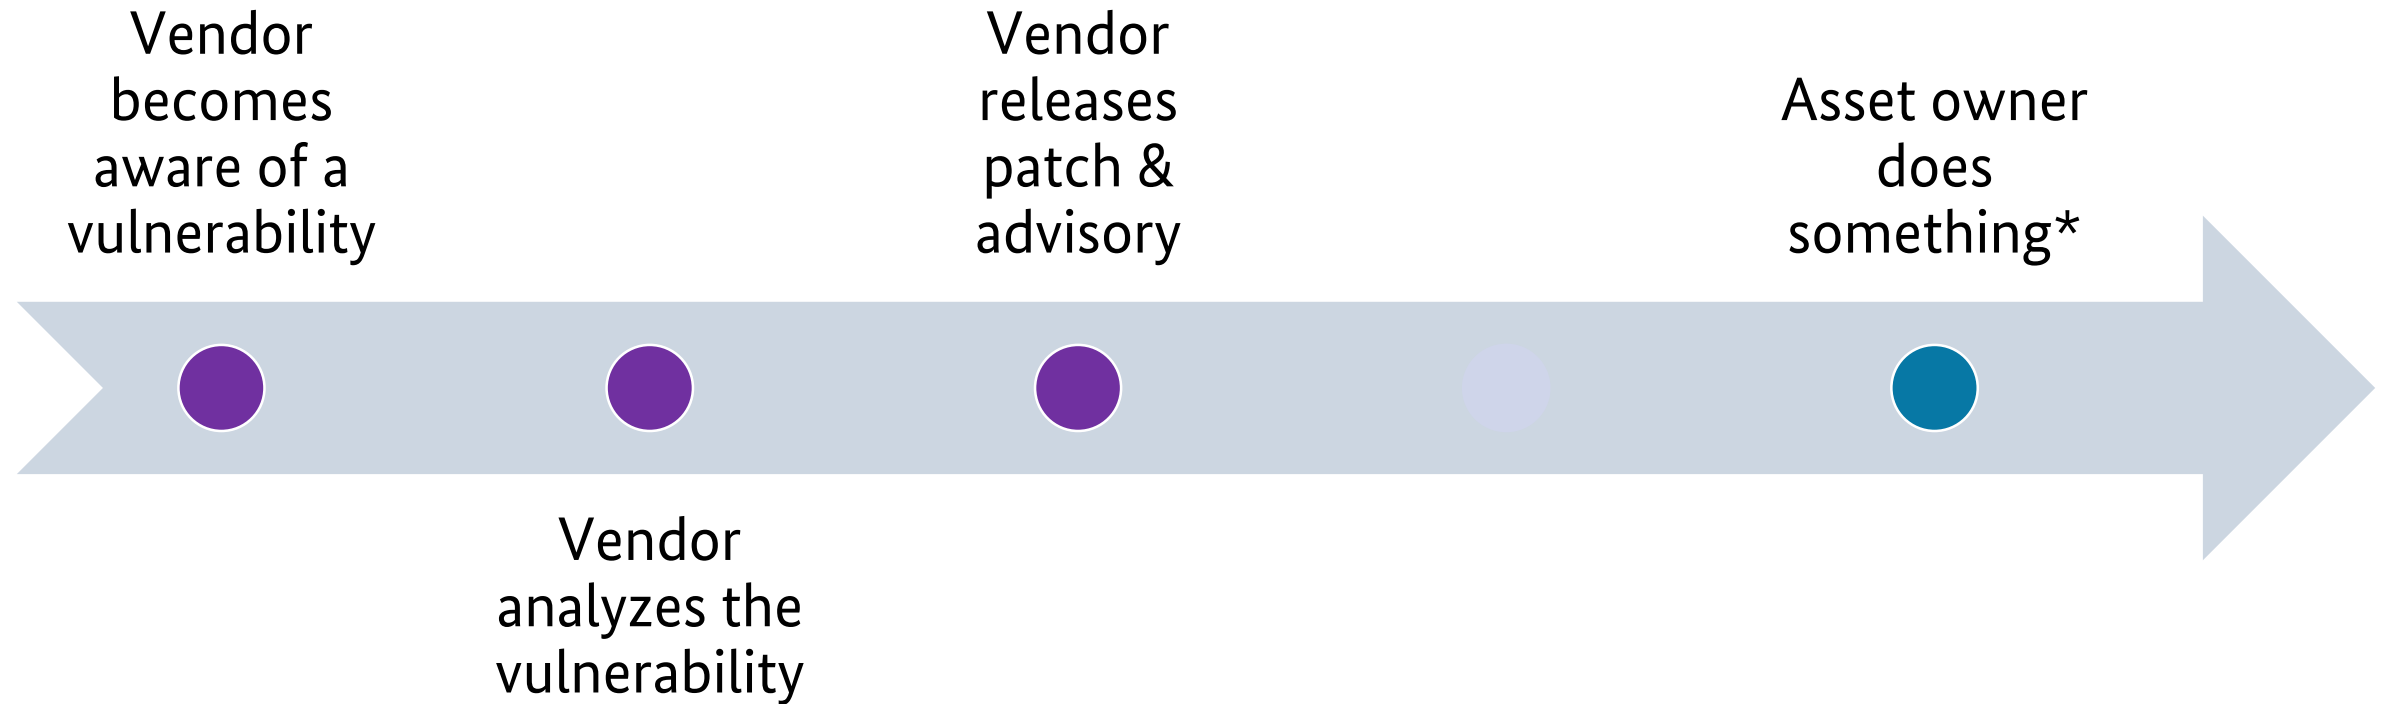 Vendor
becomes
aware of a
vulnerability
Vendor
analyzes the
vulnerability
Vendor
releases
patch &
advisory
Asset owner
does
something*